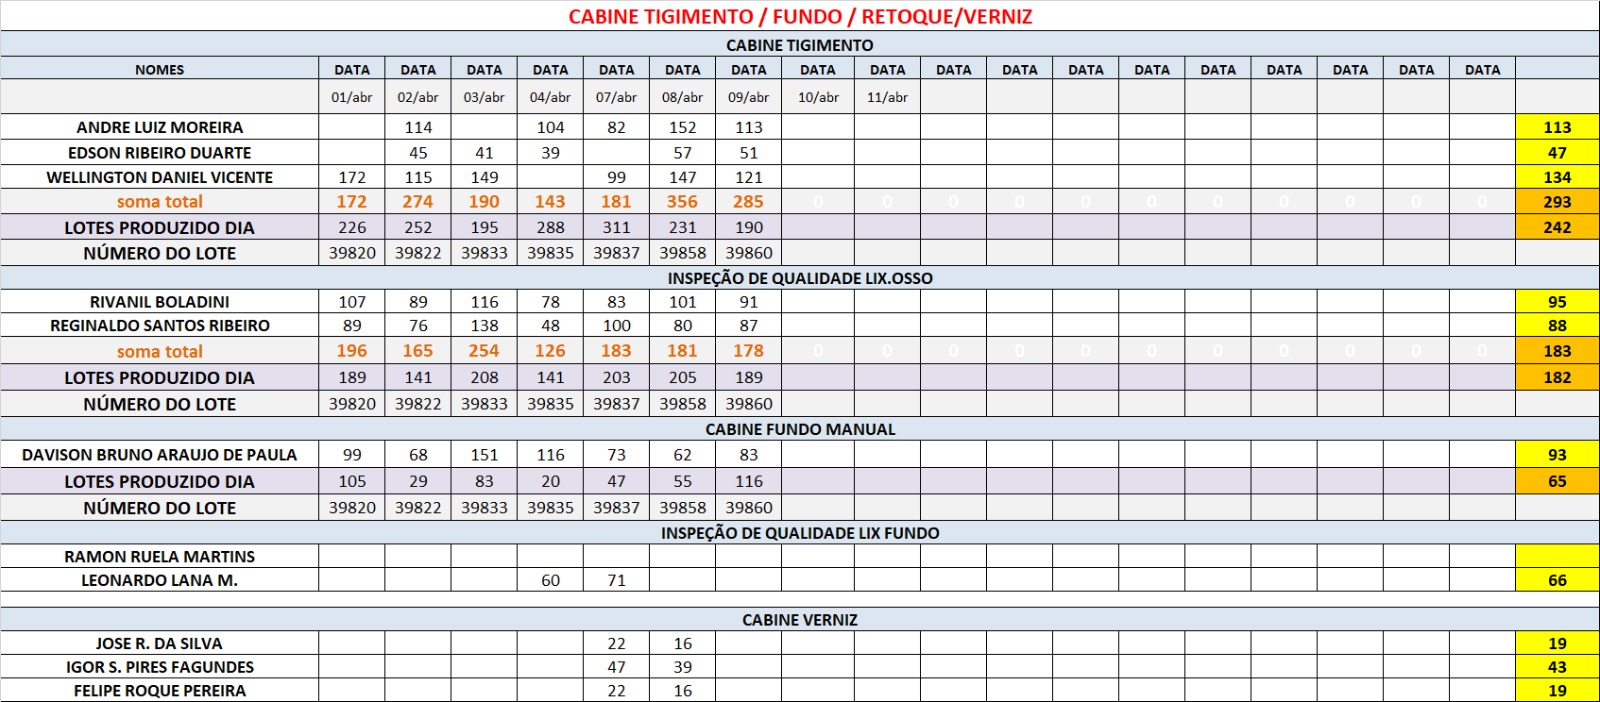 CABINE TIGIMENTO / FUNDO / RETOQUE/VERNIZ
CABINE TIGIMENTO
NOMES DATA DATA DATA DATA DATA DATA DATA DATA DATA DATA DATA DATA DATA DATA DATA DATA DATA DATA
01/abr 02/abr 03/abr 04/abr 07/abr 08/abr 09/abr 10/abr 11/abr
ANDRE LUIZ MOREIRA 114 104 82 152 113 113
EDSON RIBEIRO DUARTE 45 41 39 57 51 47
WELLINGTON DANIEL VICENTE 172 115 149 99 147 121 134
soma total 172 274 190 143 181 356 285 0 0 0 0 0 0 0 0 0 0 0 293
LOTES PRODUZIDO DIA 226 252 195 288 311 231 190 242
NÚMERO DO LOTE 39820 39822 39833 39835 39837 39858 39860
INSPEÇÃO DE QUALIDADE LIX.OSSO
RIVANIL BOLADINI 107 89 116 78 83 101 91 95
REGINALDO SANTOS RIBEIRO 89 76 138 48 100 80 87 88
soma total 196 165 254 126 183 181 178 0 0 0 0 0 0 0 0 0 0 0 183
LOTES PRODUZIDO DIA 189 141 208 141 203 205 189 182
NÚMERO DO LOTE 39820 39822 39833 39835 39837 39858 39860
CABINE FUNDO MANUAL
DAVISON BRUNO ARAUJO DE PAULA 99 68 151 116 73 62 83 93
LOTES PRODUZIDO DIA 105 29 83 20 47 55 116 65
NÚMERO DO LOTE 39820 39822 39833 39835 39837 39858 39860
INSPEÇÃO DE QUALIDADE LIX FUNDO
RAMON RUELA MARTINS
LEONARDO LANA M. 60 71 66
CABINE VERNIZ
JOSE R. DA SILVA 22 16 19
IGOR S. PIRES FAGUNDES 47 39 43
FELIPE ROQUE PEREIRA 22 16 19